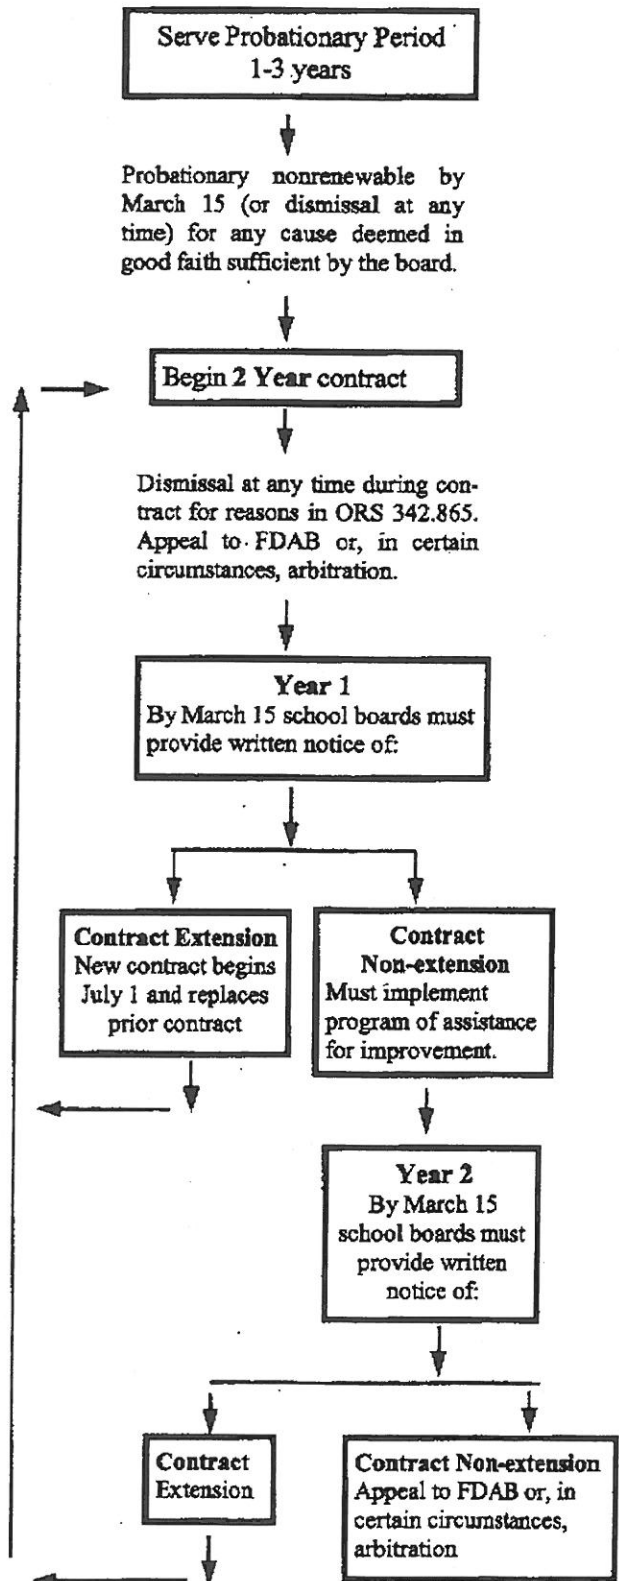 Serve Probationary Period
1-3 years
Probationary nonrenewable by
March 15 (or dismissal at any
time) for any cause deemed in
good faith sufficient by the board.
Begin 2 Year contract
Dismissal at any time during con-
tract for reasons in ORS 342.865.
Appeal to FDAB or, in certain
circumstances, arbitration.
Year 1
By March 15 school boards must
provide written notice of:
Contract Extension
New contract begins
July 1 and replaces
prior contract
Contract
Non-extension
Must implement
program of assistance
for improvement.
Year 2
By March 15
school boards must
provide written
notice of:
Contract
Extension
Contract Non-extension
Appeal to FDAB or, in
certain circumstances,
arbitration